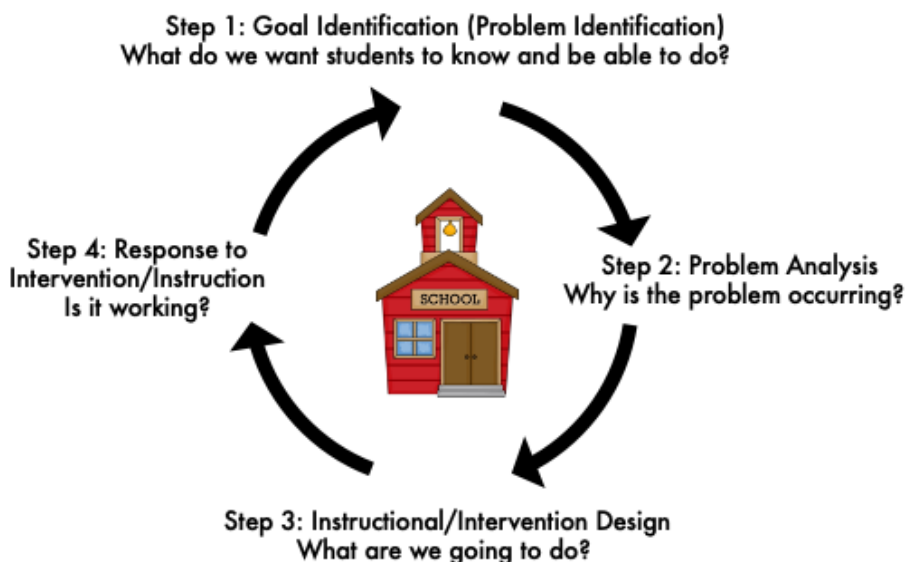 Step 1: Goal Identification (Problem Identification)
What do we want students to know and be able to do?
Step 2: Problem Analysis
Why is the problem occurring?
Step 3: Instructional/Intervention Design
What are we going to do?
Step 4: Response to
Intervention/Instruction
Is it working?
SCHOOL